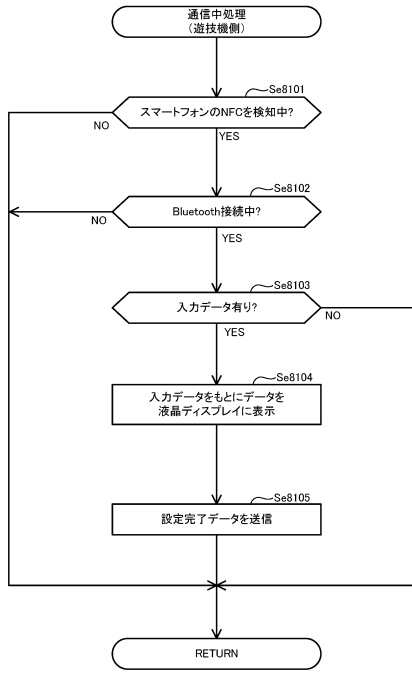 通信中処理
(遊技機側)
Se8101
スマートフォンのNFCを検知中?
NO
YES
Se8102
Bluetooth接続中?
NO
YES
Se8103
入力データ有り?
NO
YES
Se8104
入力データをもとにデータを
液晶ディスプレイに表示
Se8105
設定完了データを送信
RETURN